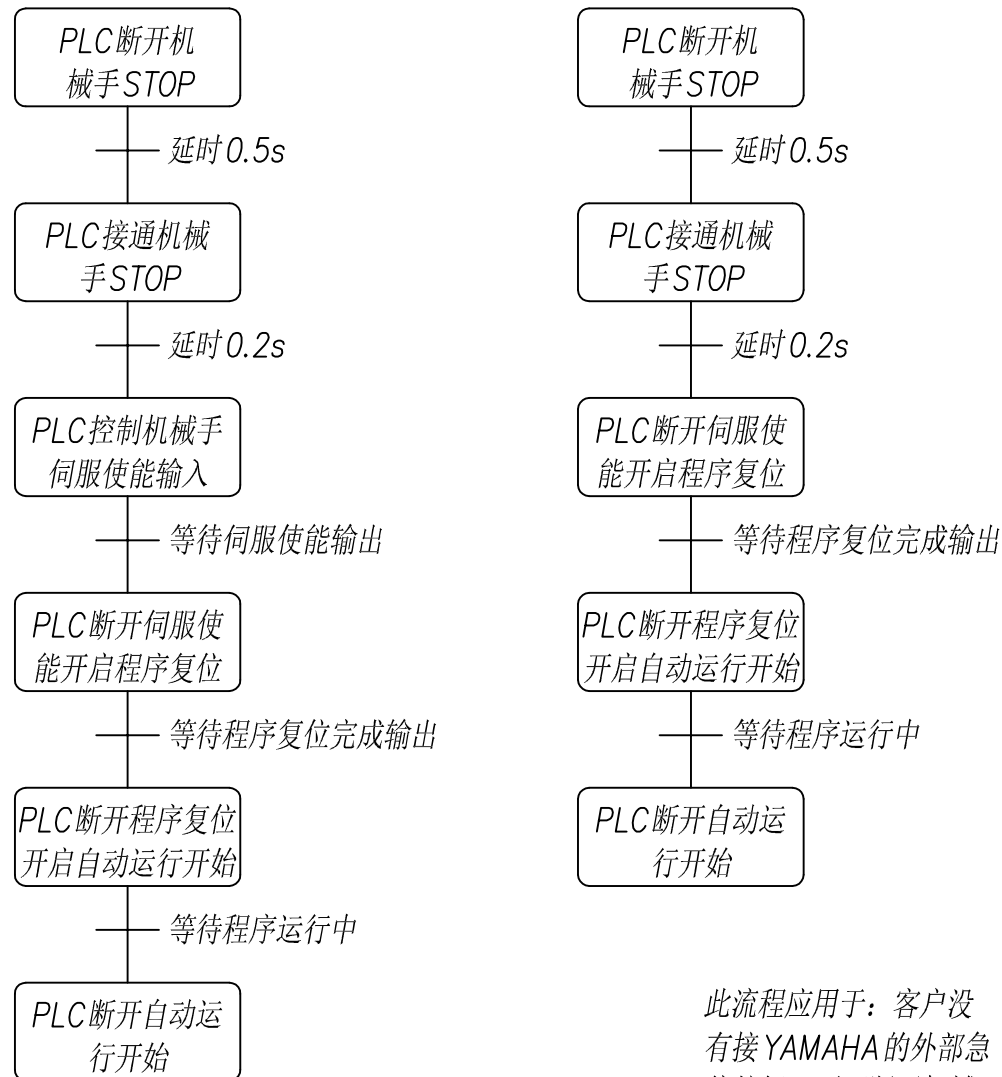 PLC断开机
械手STOP
延时0.5s
PLC接通机械
手STOP
延时0.2s
PLC控制机械手
伺服使能输入
等待伺服使能输出
PLC断开伺服使
能开启程序复位
等待程序复位完成输出
PLC断开程序复位
开启自动运行开始
等待程序运行中
PLC断开自动运
行开始
PLC断开机
械手STOP
延时0.5s
PLC接通机械
手STOP
延时0.2s
PLC断开伺服使
能开启程序复位
等待程序复位完成输出
PLC断开程序复位
开启自动运行开始
等待程序运行中
PLC断开自动运
行开始
此流程应用于：客户没
有接YAMAHA的外部急